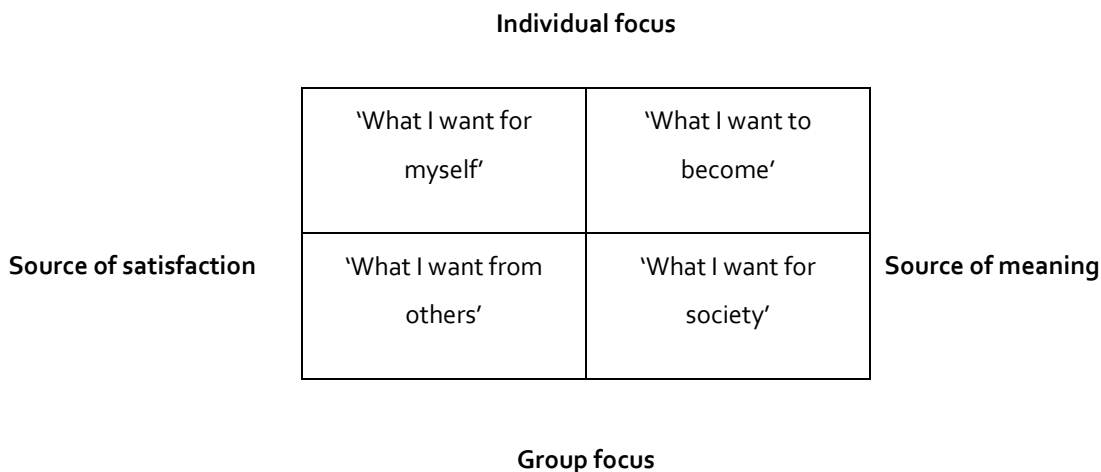 Individual focus
‘What I want for
myself’
‘What I want to
become’
Source of satisfaction
‘What I want from
others’
‘What I want for
society’
Source of meaning
Group focus